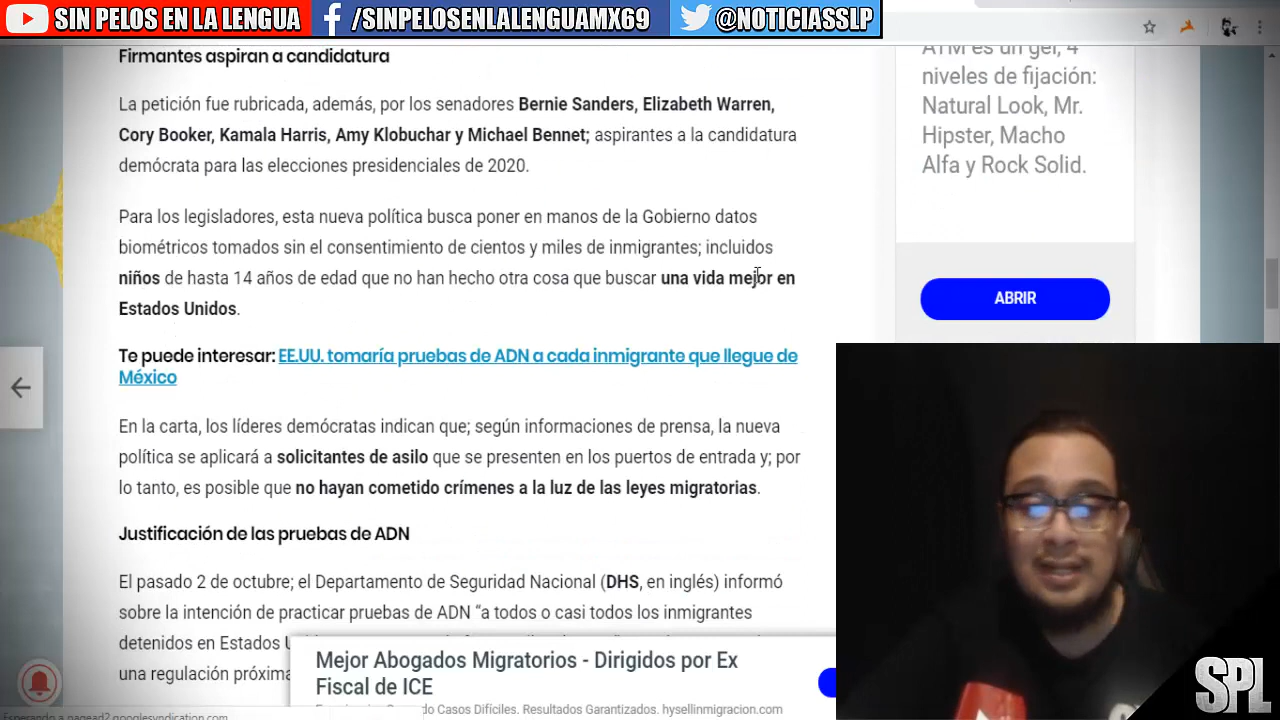 SIN PELOS EN LA LENGUA
/SINPELOSENLALENGUAMX69
@NOTICIASSLP
Firmantes aspiran a candidatura
La petición fue rubricada, además, por los senadores Bernie Sanders, Elizabeth Warren,
Cory Booker, Kamala Harris, Amy Klobuchar y Michael Bennet; aspirantes a la candidatura
demócrata para las elecciones presidenciales de 2020.
Para los legisladores, esta nueva política busca poner en manos de la Gobierno datos
biométricos tomados sin el consentimiento de cientos y miles de inmigrantes; incluidos
niños de hasta 14 años de edad que no han hecho otra cosa que buscar una vida mejor en
Estados Unidos.
Te puede interesar: EE.UU. tomaría pruebas de ADN a cada inmigrante que llegue de
México
En la carta, los líderes demócratas indican que; según informaciones de prensa, la nueva
política se aplicará a solicitantes de asilo que se presenten en los puertos de entrada y; por
lo tanto, es posible que no hayan cometido crímenes a la luz de las leyes migratorias.
Justificación de las pruebas de ADN
El pasado 2 de octubre; el Departamento de Seguridad Nacional (DHS, en inglés) informó
sobre la intención de practicar pruebas de ADN “a todos o casi todos los inmigrantes
detenidos en Estados
una regulación
ATM es un gel, 4
niveles de fijación:
Natural Look, Mr.
Hipster, Macho
Alfa y Rock Solid.
ABRIR
Mejor Abogados Migratorios - Dirigidos por Ex
Fiscal de ICE
Casos Difíciles. Resultados Garantizados. hysellinmigracion.com
Esperando a pagead2.googlesyndication.com
SPL